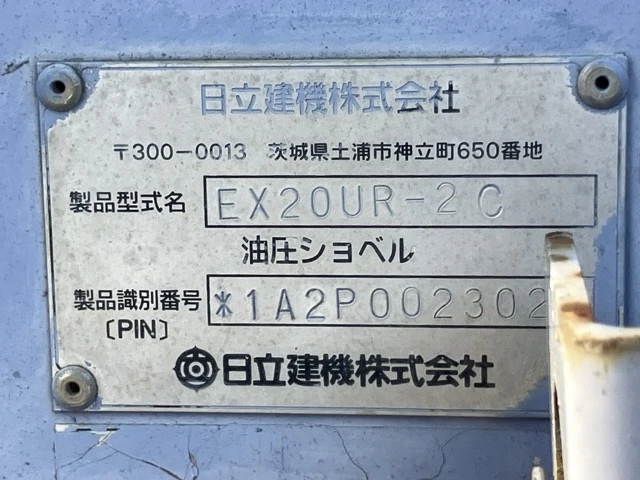 日立建機株式会社
〒300-0013 茨城県土浦市神立町650番地
製品型式名 EX20UR-2C
油圧ショベル
製品識別番号 *1A2P002302
〔PIN〕
日立建機株式会社